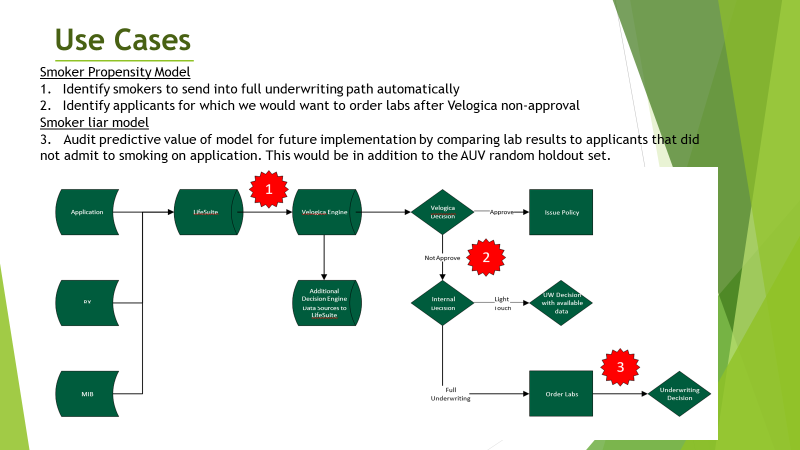 Use Cases
Smoker Propensity Model
1. Identify smokers to send into full underwriting path automatically
2. Identify applicants for which we would want to order labs after Velogica non-approval
Smoker liar model
3. Audit predictive value of model for future implementation by comparing lab results to applicants that did
not admit to smoking on application. This would be in addition to the AUV random holdout set.
1
Application
LifeSuite
Velogica Engine
Velogica
Decision
Approve
Issue Policy
Not Approve
2
Additional
Decision Engine
Data Sources to
LifeSuite
Internal
Decision
Light
Touch
UW Decision
with available
data
3
MIB
Full
Underwriting
Order Labs
Underwriting
Decision